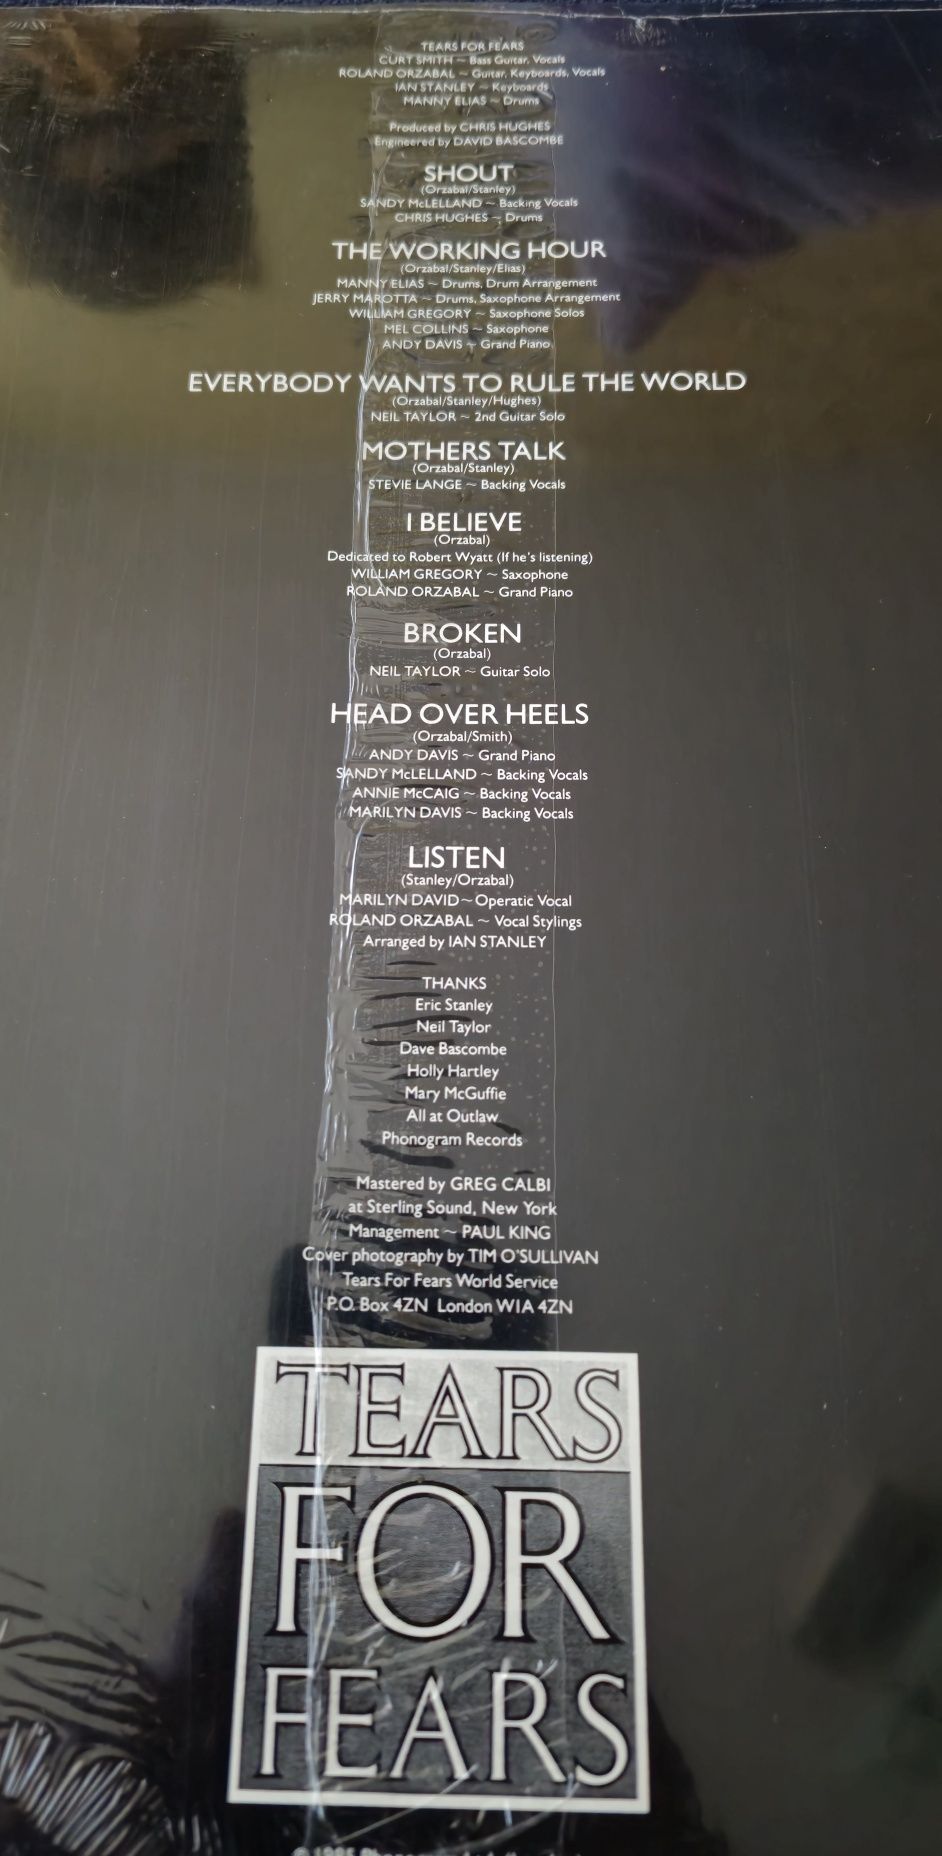 TEARS FOR FEARS
CURT SMITH ~ Bass Guitar, Vocals
ROLAND ORZABAL ~ Guitar, Keyboards, Vocals
IAN STANLEY ~ Keyboards
MANNY ELIAS ~ Drums
Produced by CHRIS HUGHES
Engineered by DAVID BASCOMBE
SHOUT
(Orzabal/Stanley)
SANDY McLELLAND ~ Backing Vocals
CHRIS HUGHES ~ Drums
THE WORKING HOUR
(Orzabal/Stanley/Elias)
MANNY ELIAS ~ Drums, Drum Arrangement
JERRY MAROTTA ~ Drums, Saxophone Arrangement
WILLIAM GREGORY ~ Saxophone Solos
MEL COLLINS ~ Saxophone
ANDY DAVIS ~ Grand Piano
EVERYBODY WANTS TO RULE THE WORLD
(Orzabal/Stanley/Hughes)
NEIL TAYLOR ~ 2nd Guitar Solo
MOTHERS TALK
(Orzabal/Stanley)
STEVIE LANGE ~ Backing Vocals
I BELIEVE
(Orzabal)
Dedicated to Robert Wyatt (If he's listening)
WILLIAM GREGORY ~ Saxophone
ROLAND ORZABAL ~ Grand Piano
BROKEN
(Orzabal)
NEIL TAYLOR ~ Guitar Solo
HEAD OVER HEELS
(Orzabal/Smith)
ANDY DAVIS ~ Grand Piano
SANDY McLELLAND ~ Backing Vocals
ANNIE McCAIG ~ Backing Vocals
MARILYN DAVIS ~ Backing Vocals
LISTEN
(Stanley/Orzabal)
MARILYN DAVID ~ Operatic Vocal
ROLAND ORZABAL ~ Vocal Stylings
Arranged by IAN STANLEY
THANKS
Eric Stanley
Neil Taylor
Dave Bascombe
Holly Hartley
Mary McGuffie
All at Outlaw
Phonogram Records
Mastered by GREG CALBI
at Sterling Sound, New York
Management ~ PAUL KING
Cover photography by TIM O'SULLIVAN
Tears For Fears World Service
P.O. Box 4ZN London W1A 4ZN
TEARS
FOR
FEARS